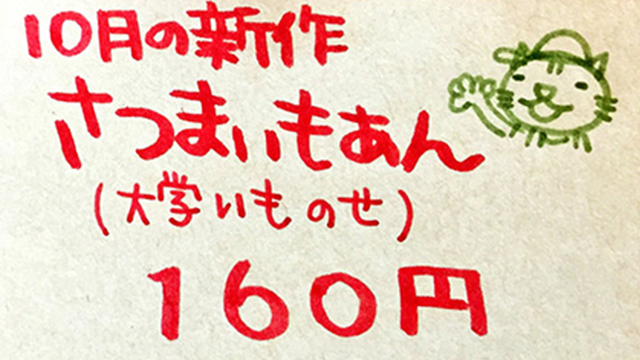 10月の新作
さつまいもあん
(大学いものせ)
160円